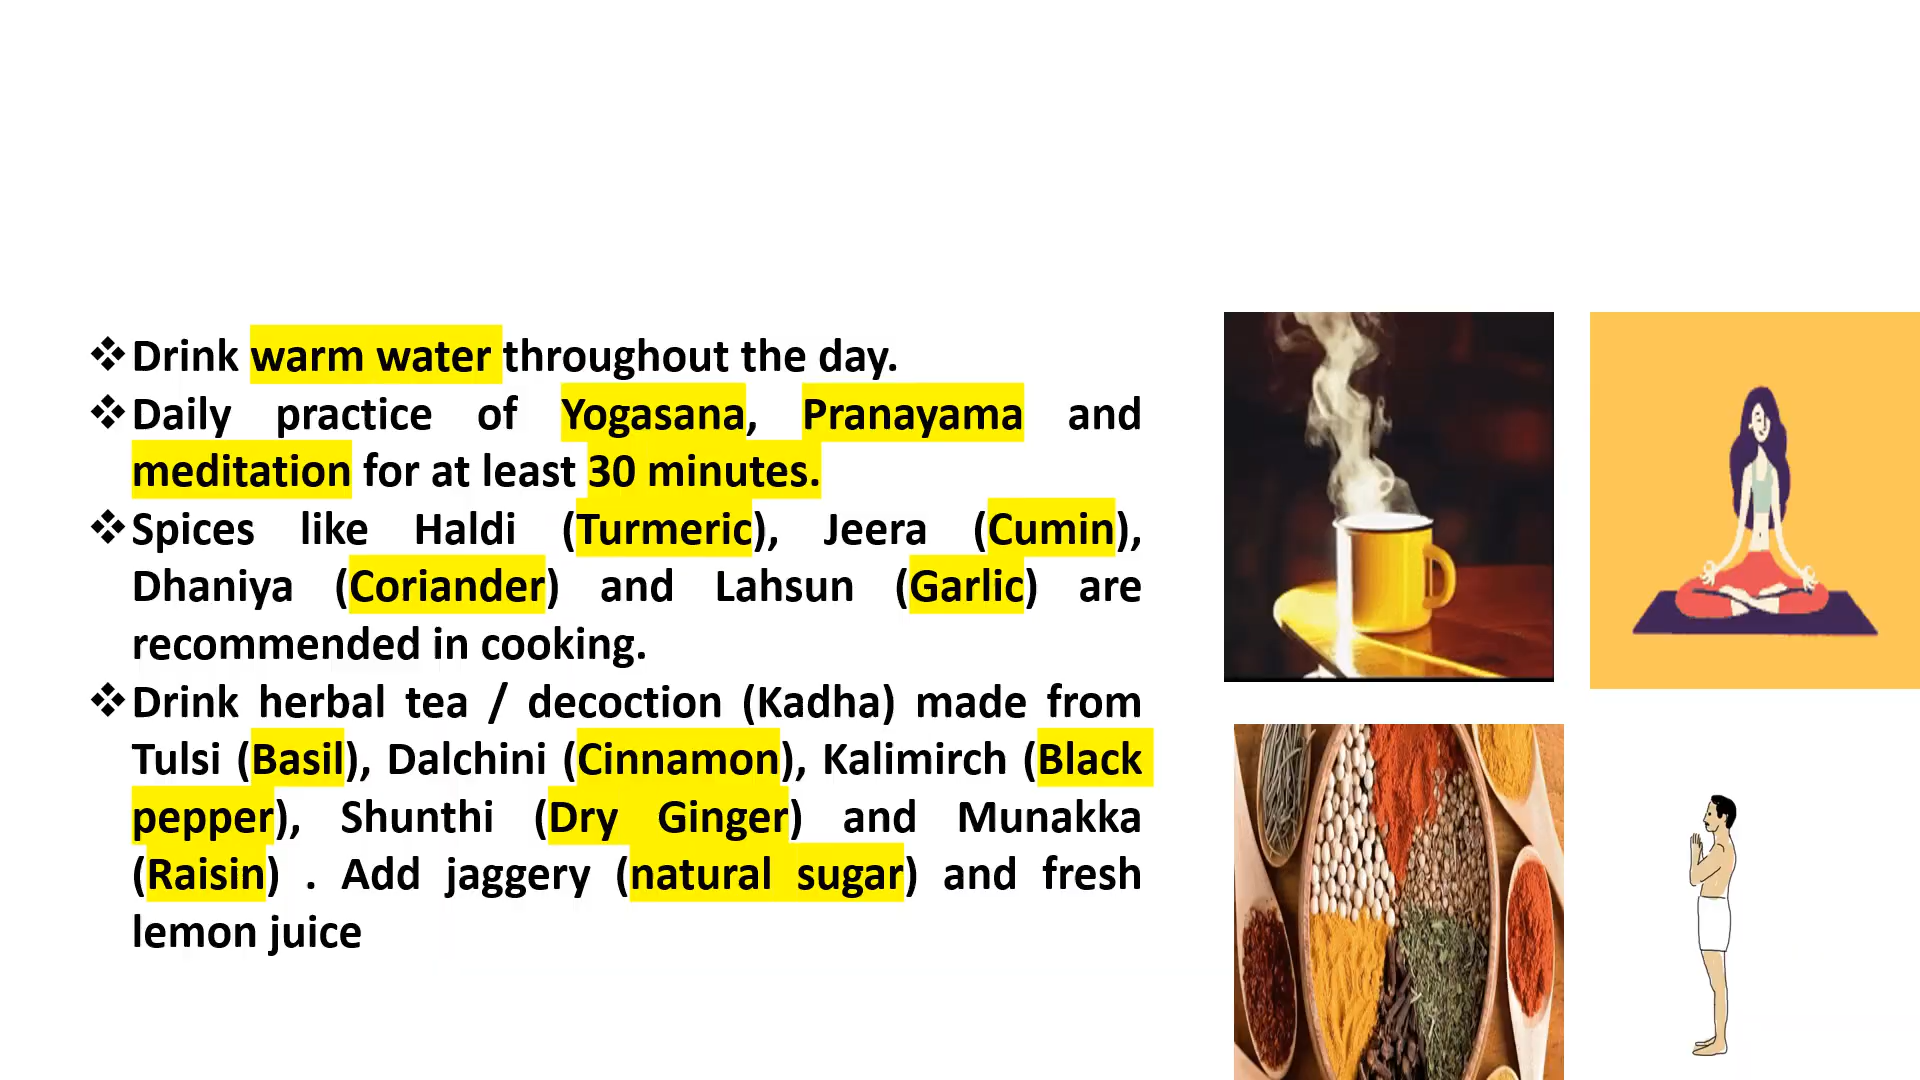 ❖Drink warm water throughout the day.
❖Daily practice of Yogasana, Pranayama and
meditation for at least 30 minutes.
❖Spices like Haldi (Turmeric), Jeera (Cumin),
Dhaniya (Coriander) and Lahsun (Garlic) are
recommended in cooking.
❖Drink herbal tea / decoction (Kadha) made from
Tulsi (Basil), Dalchini (Cinnamon), Kalimirch (Black
pepper), Shunthi (Dry Ginger) and Munakka
(Raisin) . Add jaggery (natural sugar) and fresh
lemon juice